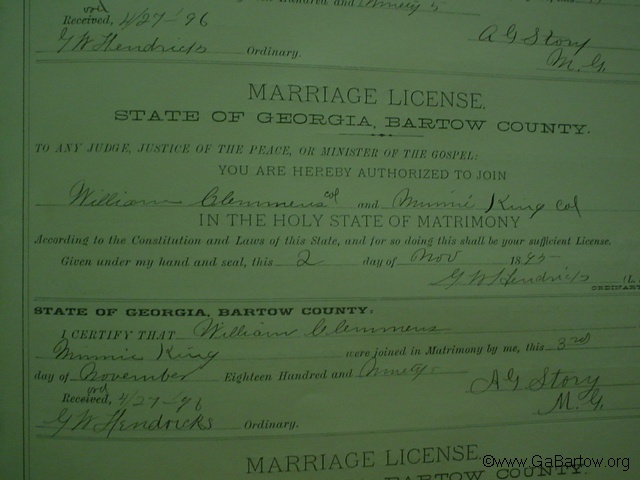 Hundred and Ninety 5
rd
Received, 4/27-96
A G Story
G W Hendricks Ordinary.
M. G.
MARRIAGE LICENSE.
STATE OF GEORGIA, BARTOW COUNTY.
TO ANY JUDGE, JUSTICE OF THE PEACE, OR MINISTER OF THE GOSPEL:
YOU ARE HEREBY AUTHORIZED TO JOIN
William Clemmens col and Minnie King col
IN THE HOLY STATE OF MATRIMONY
According to the Constitution and Laws of this State, and for so doing this shall be your sufficient License.
Given under my hand and seal, this 2 day of Nov 1895
G W Hendricks
ORDINARY
STATE OF GEORGIA, BARTOW COUNTY:
I CERTIFY THAT William Clemmens
Minnie King were joined in Matrimony by me, this 3rd
day of November Eighteen Hundred and Ninety 5
A G Story
rd
Received, 4/27-96
M. G.
G W Hendricks Ordinary.
MARRIAGE LICENSE.
BARTOW COUNTY.
©www.GaBartow.org